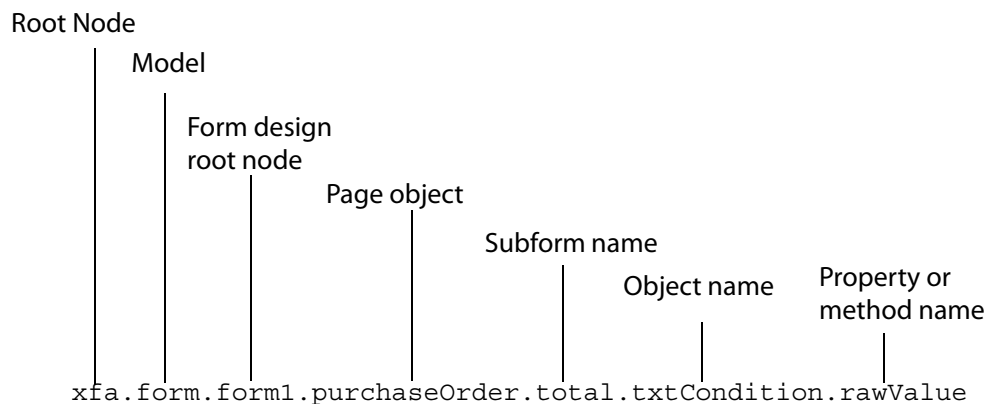 Root Node
Model
Form design
root node
Page object
Subform name
Object name
Property or
method name
xfa.form.form1.purchaseOrder.total.txtCondition.rawValue